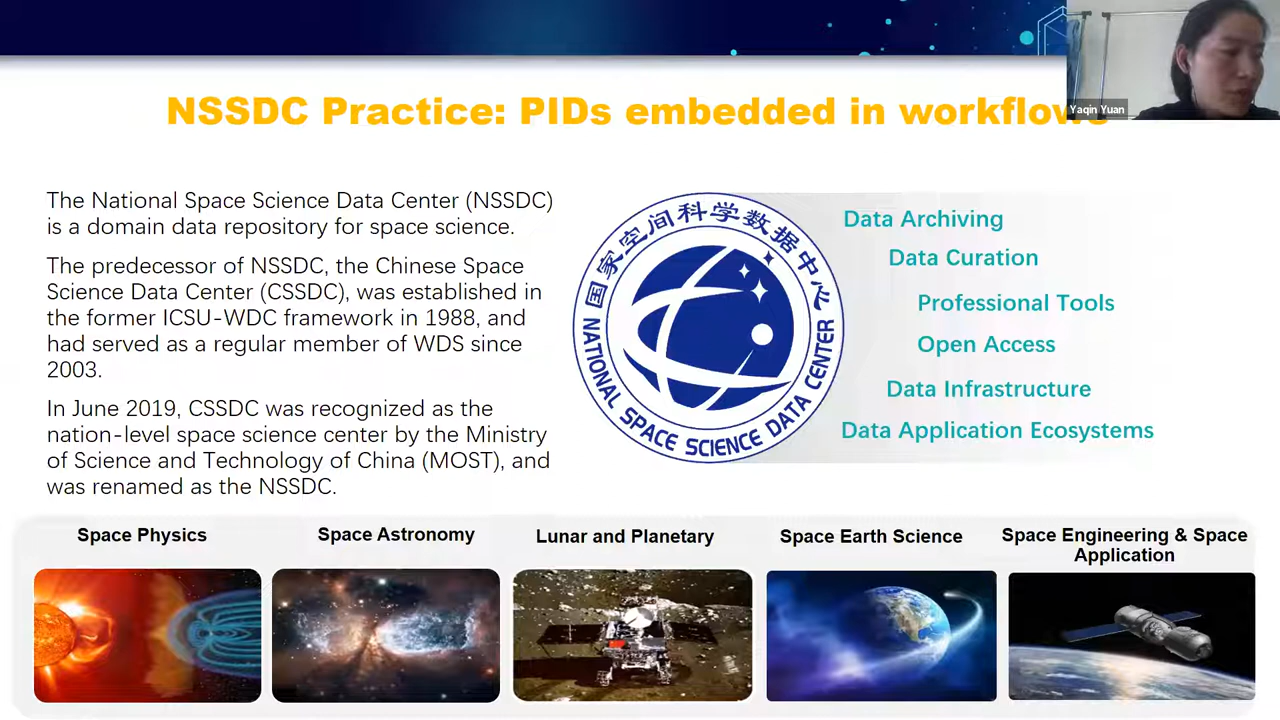 NSSDC Practice: PIDs embedded in workflows
Yaqin Yuan
The National Space Science Data Center (NSSDC)
is a domain data repository for space science.
The predecessor of NSSDC, the Chinese Space
Science Data Center (CSSDC), was established in
the former ICSU-WDC framework in 1988, and
had served as a regular member of WDS since
2003.
In June 2019, CSSDC was recognized as the
nation-level space science center by the Ministry
of Science and Technology of China (MOST), and
was renamed as the NSSDC.
国家空间科学数据中心
NATIONAL SPACE SCIENCE DATA CENTER
Data Archiving
Data Curation
Professional Tools
Open Access
Data Infrastructure
Data Application Ecosystems
Space Physics
Space Astronomy
Lunar and Planetary
Space Earth Science
Space Engineering & Space
Application